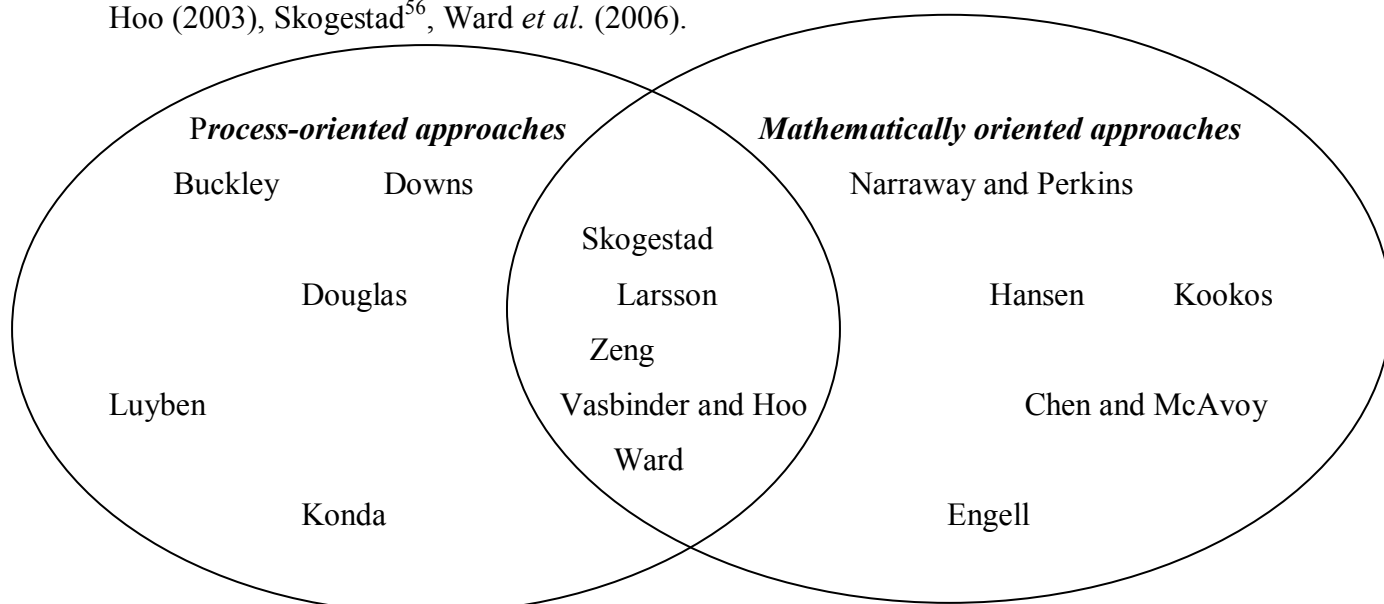 Hoo (2003), Skogestad56, Ward et al. (2006).
Process-oriented approaches Mathematically oriented approaches
Buckley Downs Narraway and Perkins
Skogestad
Douglas Larsson Hansen Kookos
Zeng
Luyben Vasbinder and Hoo Chen and McAvoy
Ward
Konda Engell